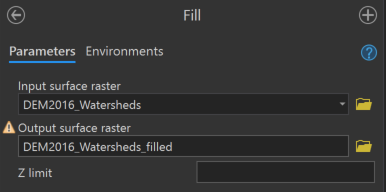 Fill
Parameters Environments
Input surface raster
DEM2016_Watersheds
Output surface raster
DEM2016_Watersheds_filled
Z limit